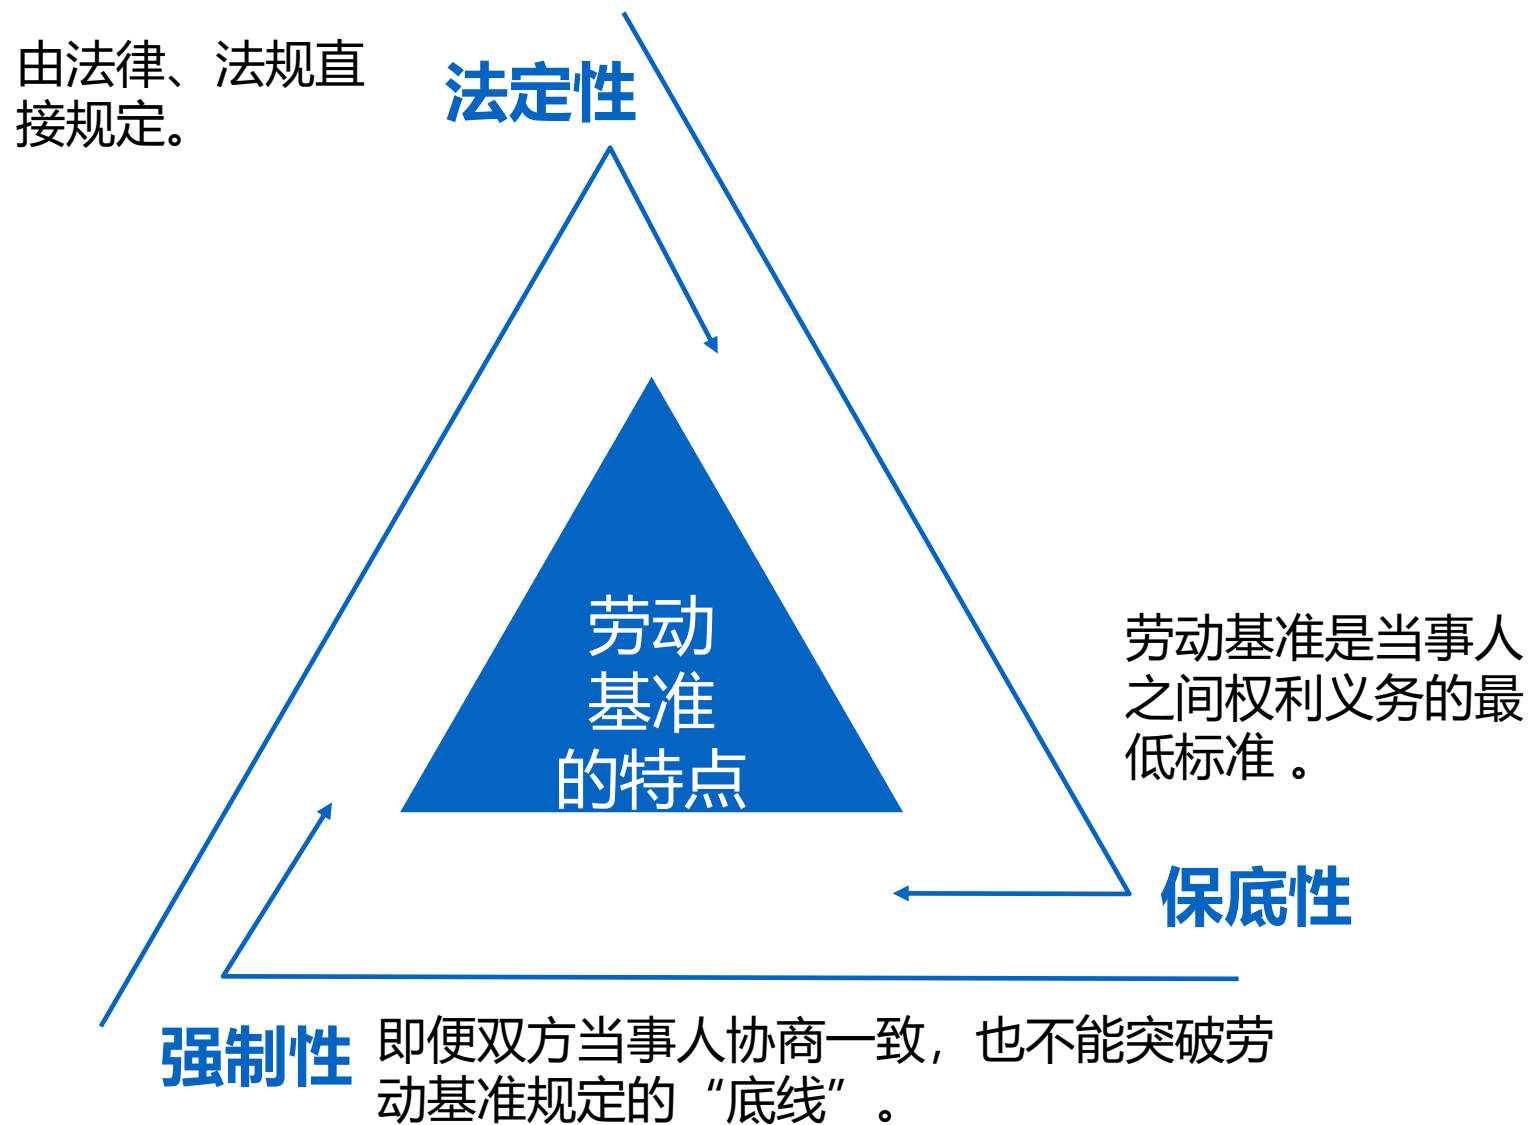 由法律、法规直
接规定。
法定性
劳动
基准
的特点
劳动基准是当事人
之间权利义务的最
低标准 。
保底性
强制性
即便双方当事人协商一致，也不能突破劳
动基准规定的“底线” 。